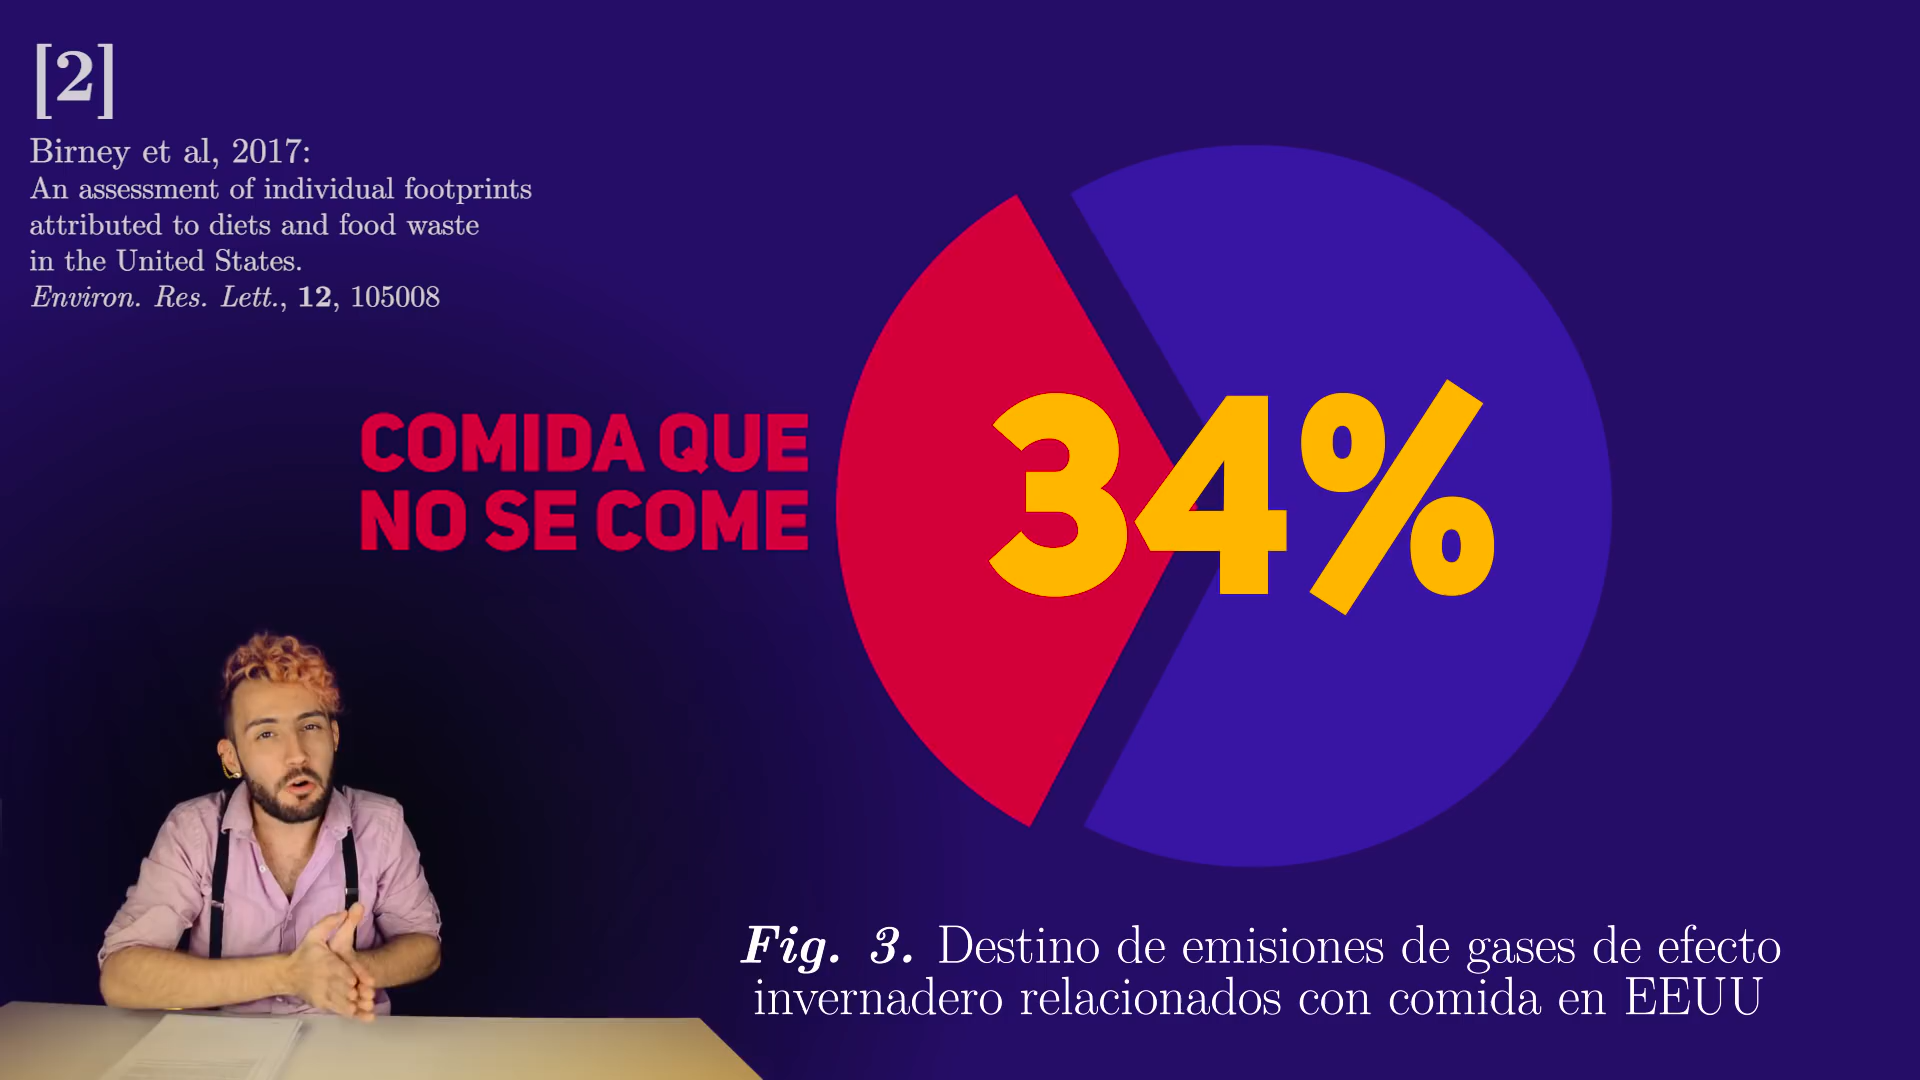 [2]
Birney et al, 2017:
An assessment of individual footprints
attributed to diets and food waste
in the United States.
Environ. Res. Lett., 12, 105008
COMIDA QUE
NO SE COME
34%
Fig. 3. Destino de emisiones de gases de efecto
invernadero relacionados con comida en EEUU